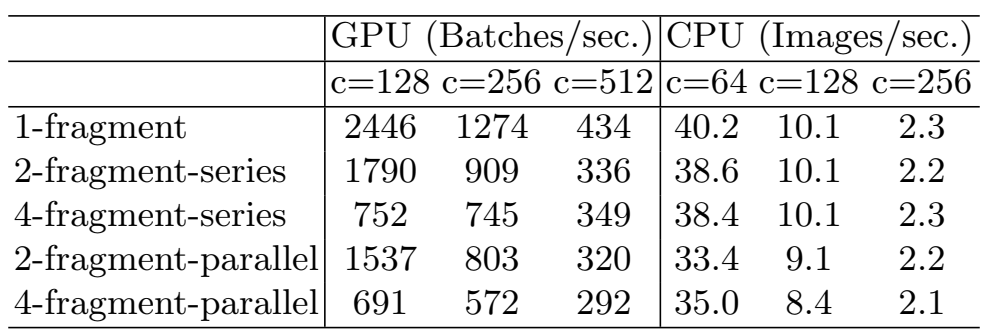 GPU (Batches/sec.) CPU (Images/sec.)
c=128 c=256 c=512 c=64 c=128 c=256
1-fragment 2446 1274 434 40.2 10.1 2.3
2-fragment-series 1790 909 336 38.6 10.1 2.2
4-fragment-series 752 745 349 38.4 10.1 2.3
2-fragment-parallel 1537 803 320 33.4 9.1 2.2
4-fragment-parallel 691 572 292 35.0 8.4 2.1